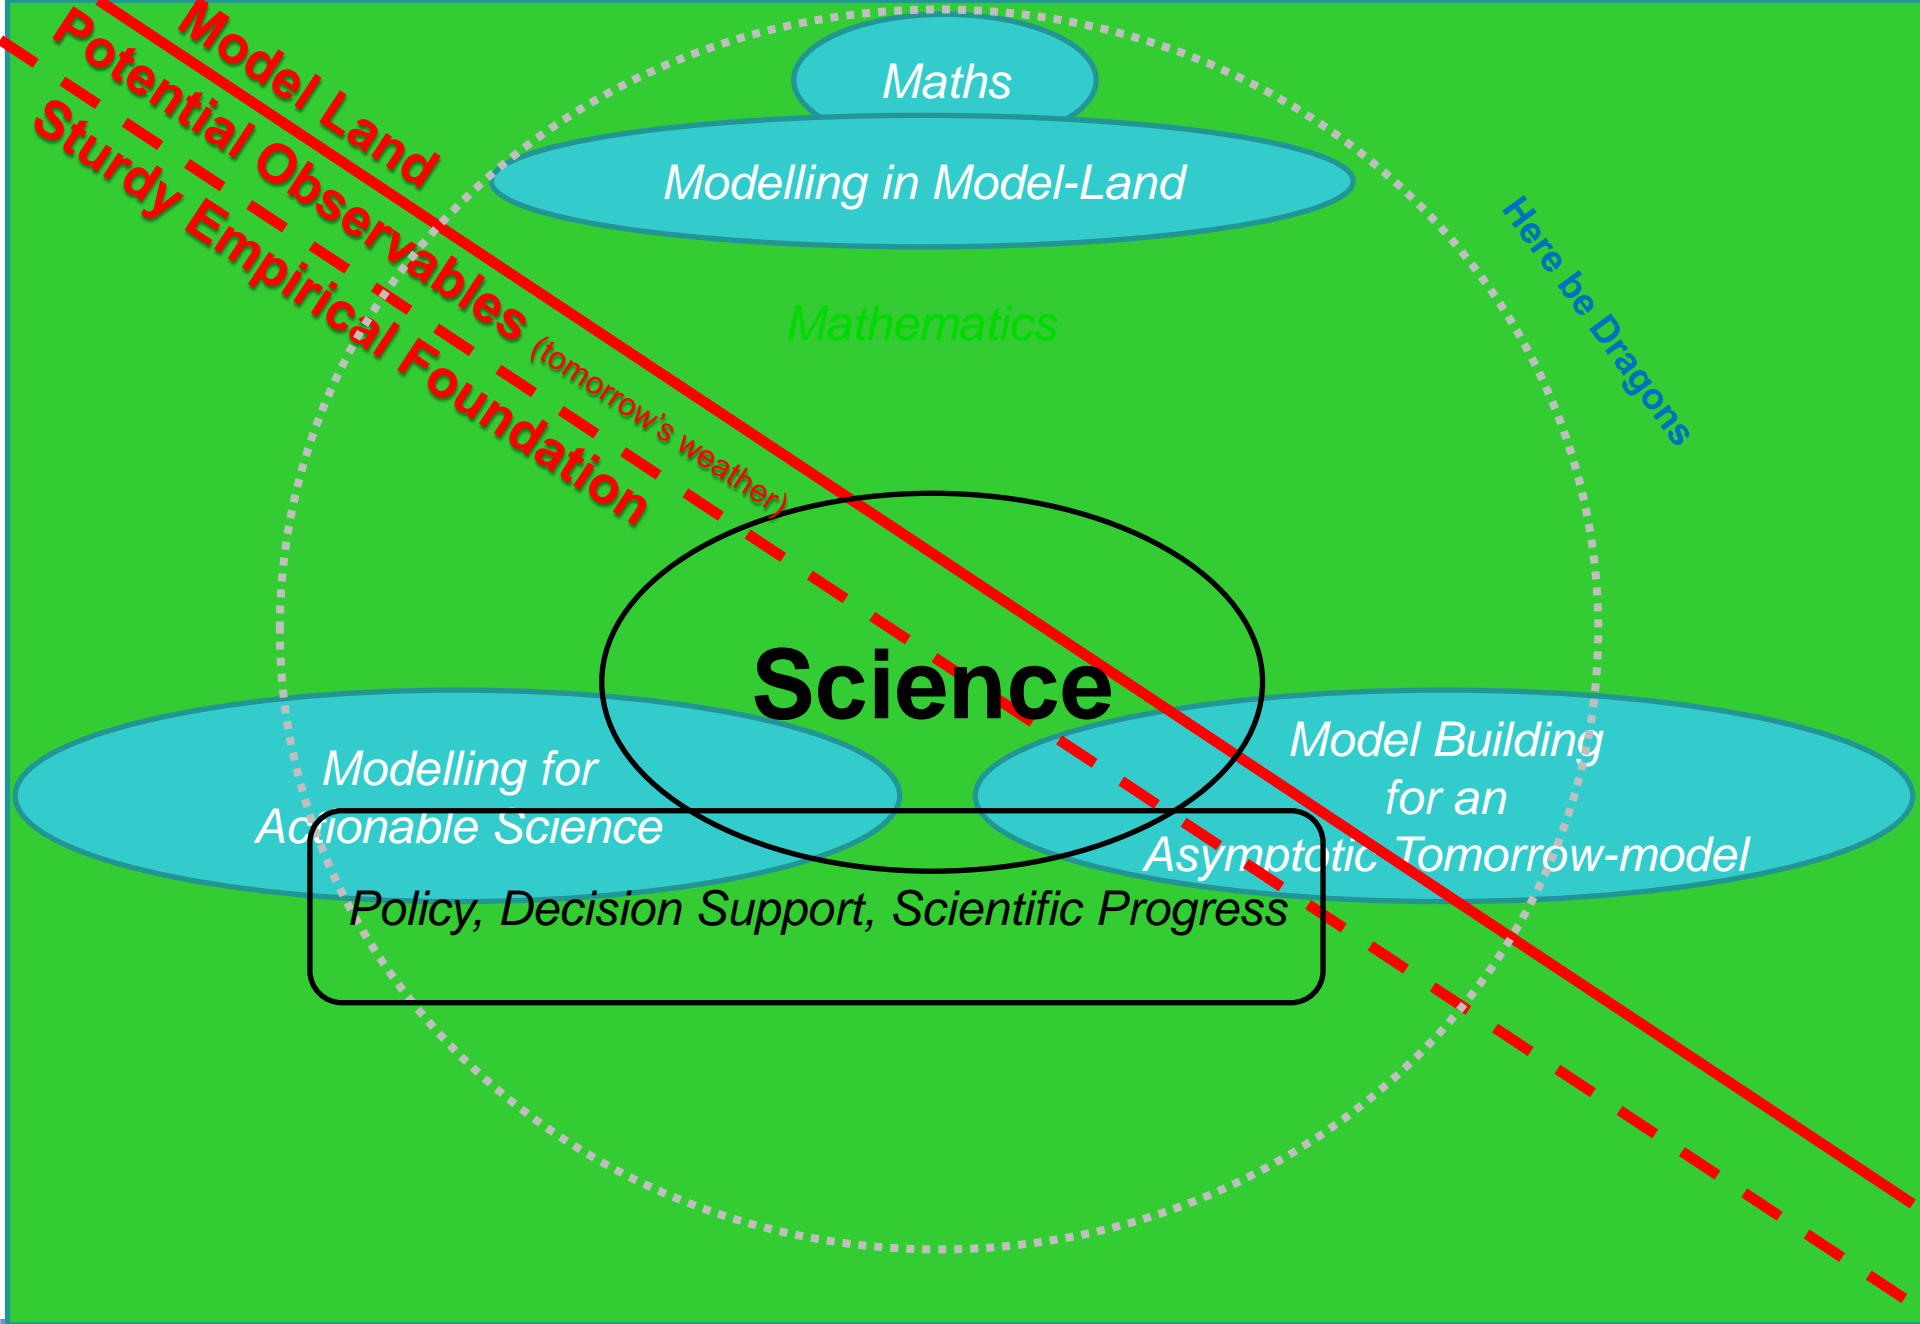 Model Land
Potential Observables (tomorrow's weather)
Sturdy Empirical Foundation
Maths
Modelling in Model-Land
Here be Dragons
Mathematics
Science
Modelling for
Actionable Science
Model Building
for an
Asymptotic Tomorrow-model
Policy, Decision Support, Scientific Progress